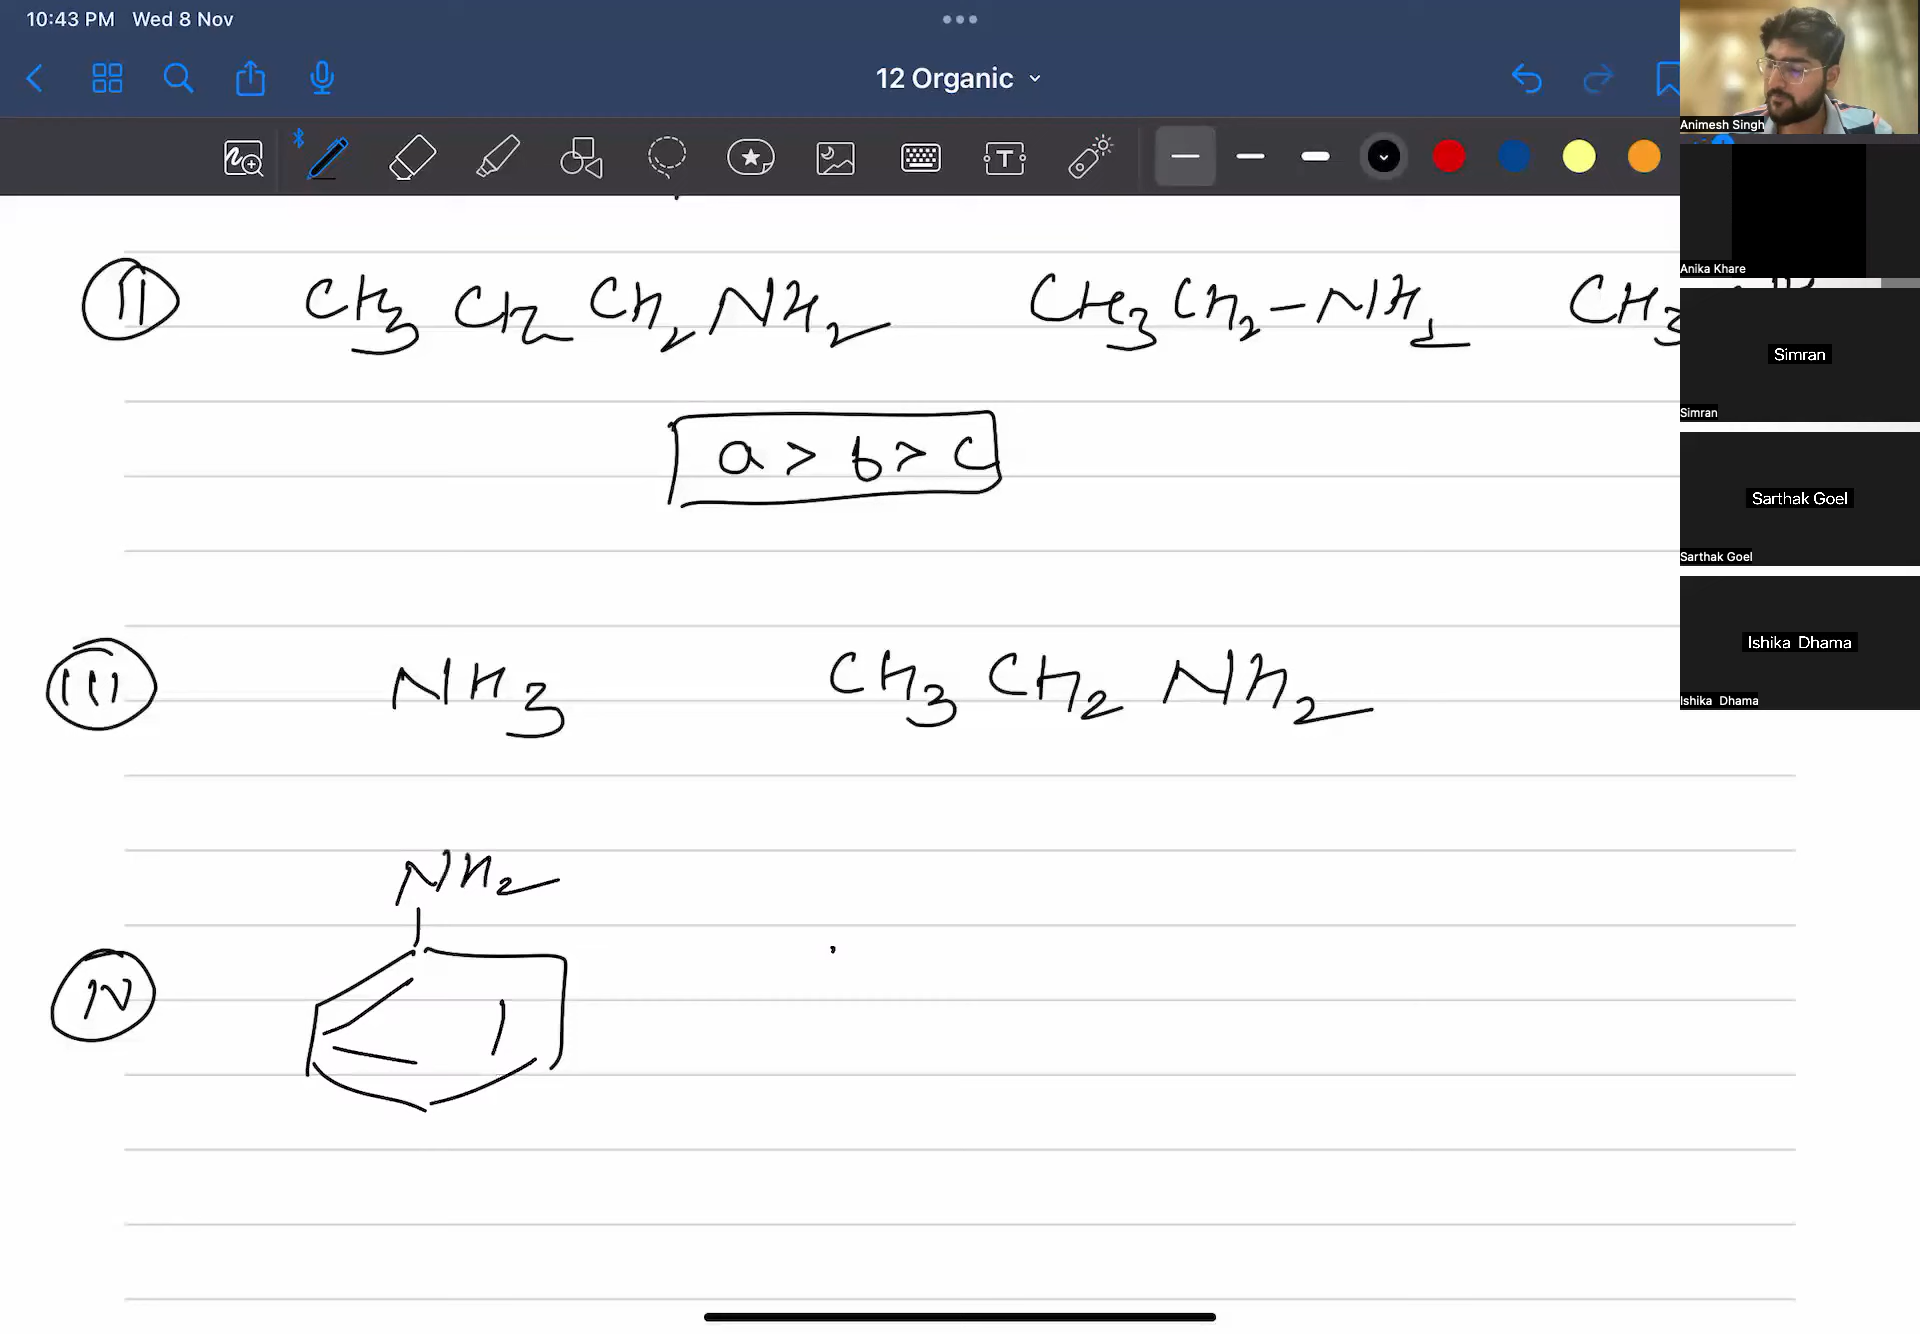 10:43 PM Wed 8 Nov
12 Organic
Animesh Singh
Anika Khare
II CH3 CH2 CH2 NH2 CH3 CH2-NH2 CH3
Simran
Simran
a > b > c
Sarthak Goel
Sarthak Goel
III NH3 CH3 CH2 NH2
Ishika Dhama
Ishika Dhama
NH2
IV